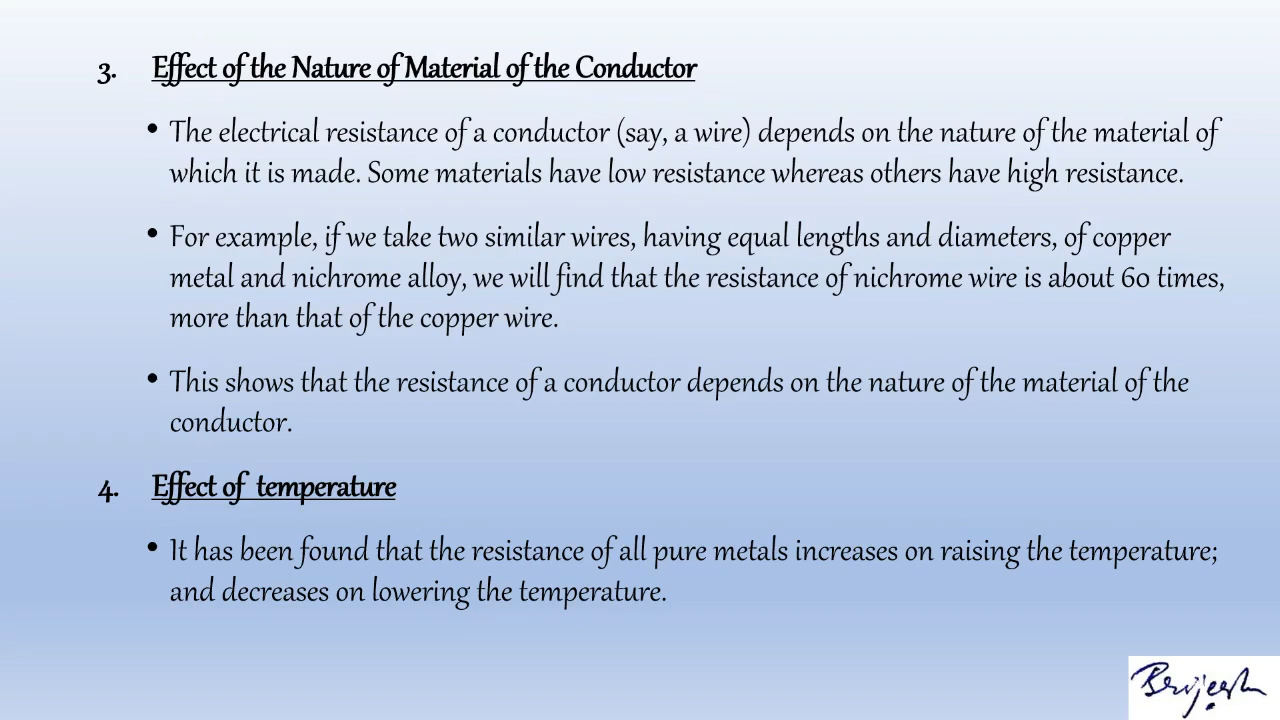 3. Effect of the Nature of Material of the Conductor
• The electrical resistance of a conductor (say, a wire) depends on the nature of the material of
which it is made. Some materials have low resistance whereas others have high resistance.
• For example, if we take two similar wires, having equal lengths and diameters, of copper
metal and nichrome alloy, we will find that the resistance of nichrome wire is about 60 times,
more than that of the copper wire.
• This shows that the resistance of a conductor depends on the nature of the material of the
conductor.
4. Effect of temperature
• It has been found that the resistance of all pure metals increases on raising the temperature;
and decreases on lowering the temperature.